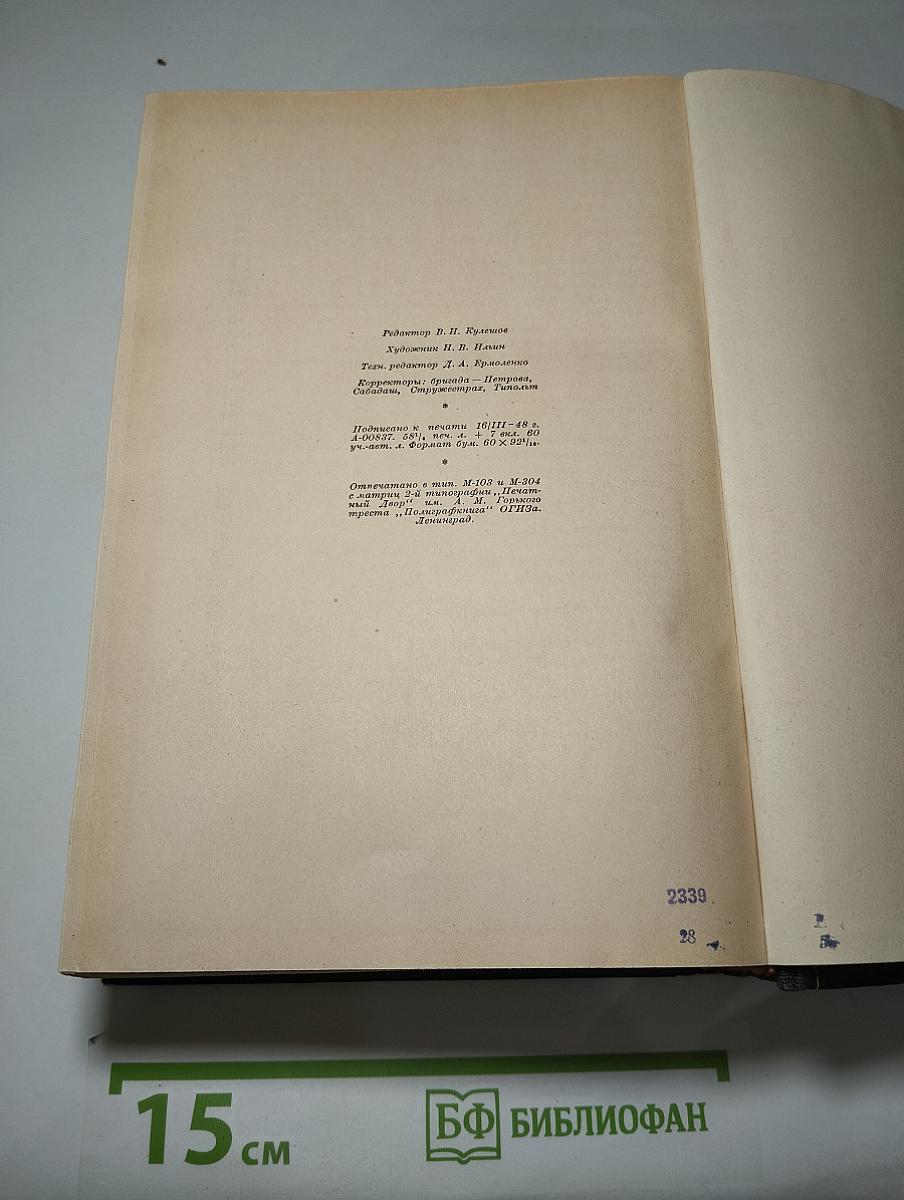 Редактор В. И. Кулешов
Художник Н. В. Ильин
Техн. редактор Д. А. Ермоленко
Корректоры: бригада — Петрова,
Сабадаш, Стружестрах, Типольт
*
Подписано к печати 16/III-48 г.
А-00837. 58¹/₄ печ. л. + 7 вкл. 60
уч.-авт. л. Формат бум. 60 × 92¹/₁₆.
*
Отпечатано в тип. М-103 и М-304
с матриц 2-й типографии „Печат-
ный Двор“ им. А. М. Горького
треста „Полиграфкнига“ ОГИЗа.
Ленинград.
2339
28
15 см
БФ БИБЛИОФАН